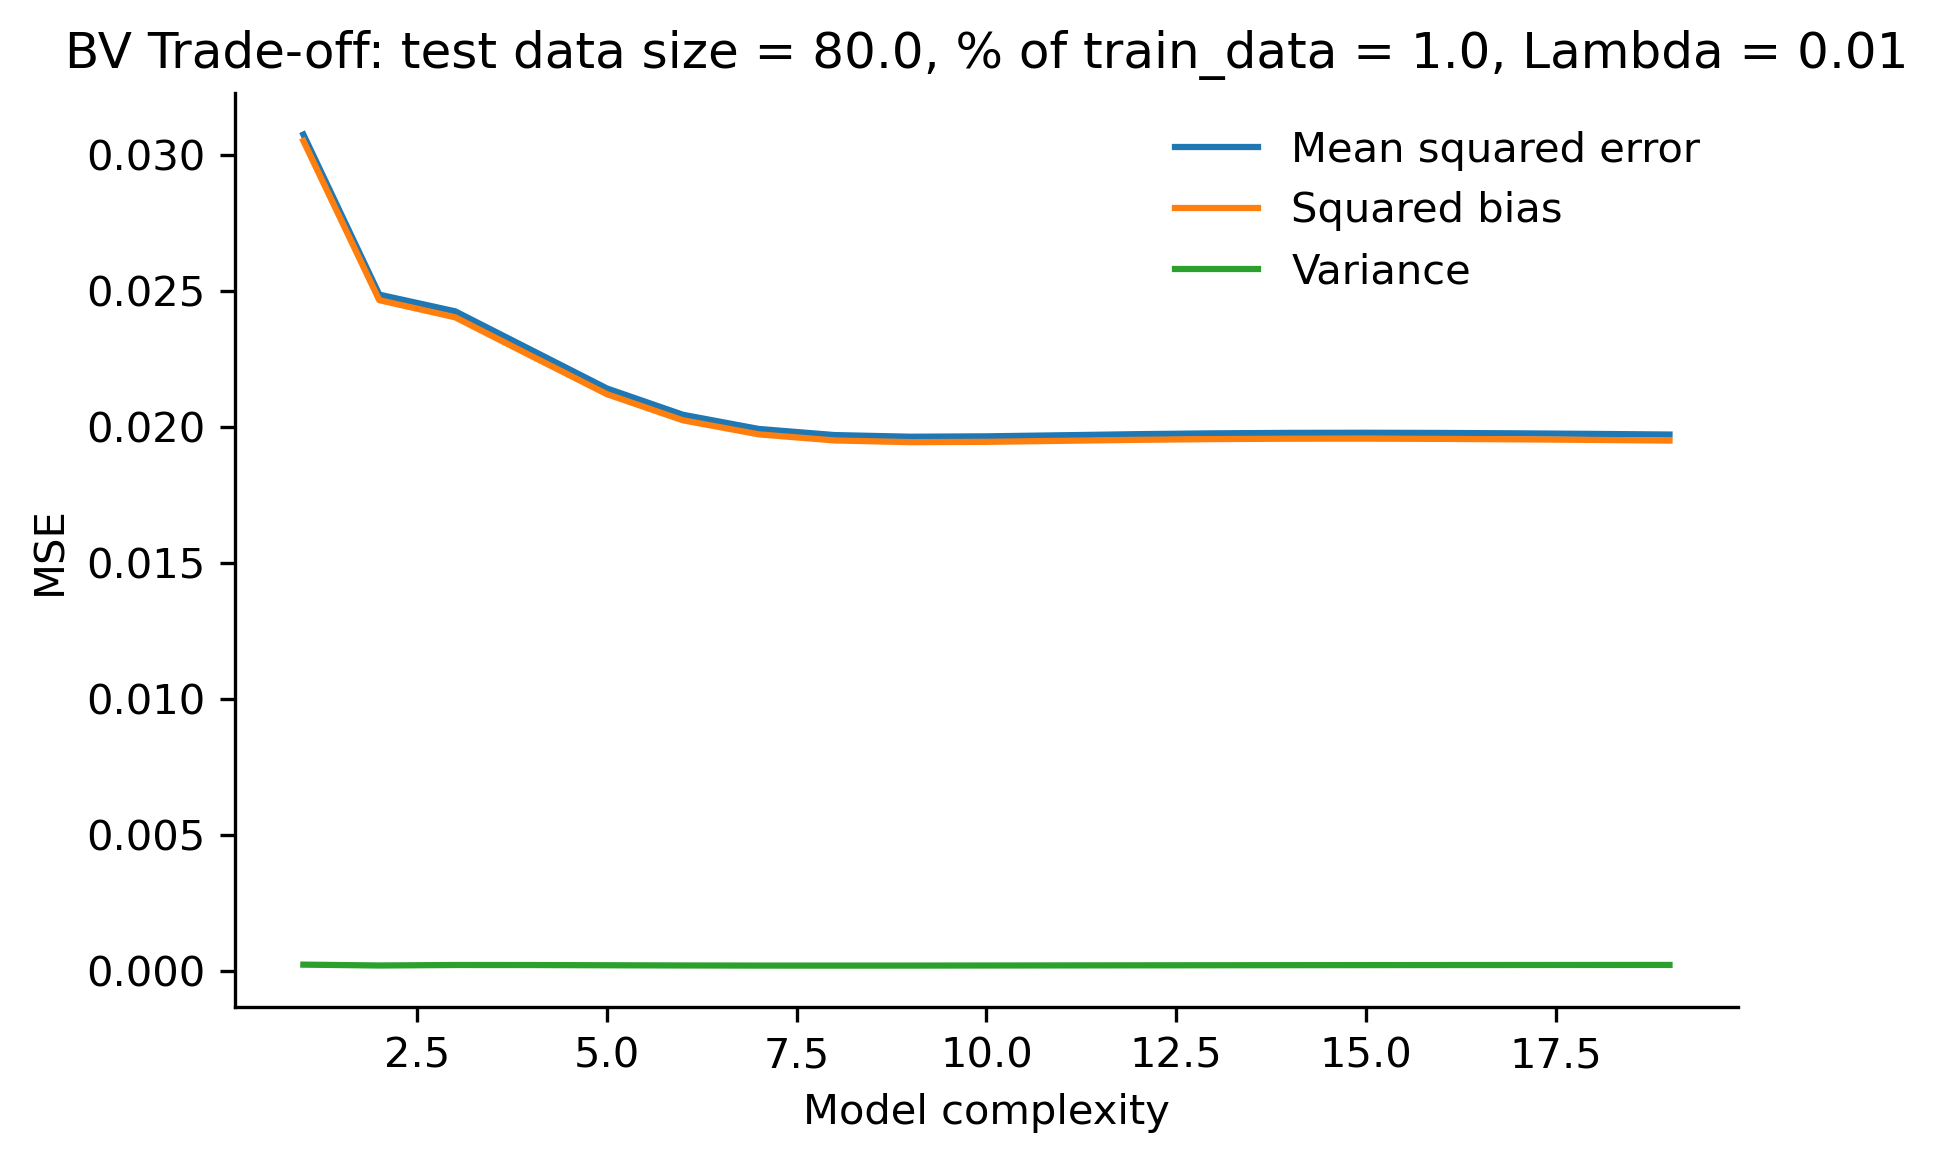 BV Trade-off: test data size = 80.0, % of train_data = 1.0, Lambda = 0.01
Mean squared error
Squared bias
Variance
0.030
0.025
0.020
0.015
0.010
0.005
0.000
MSE
2.5 5.0 7.5 10.0 12.5 15.0 17.5
Model complexity